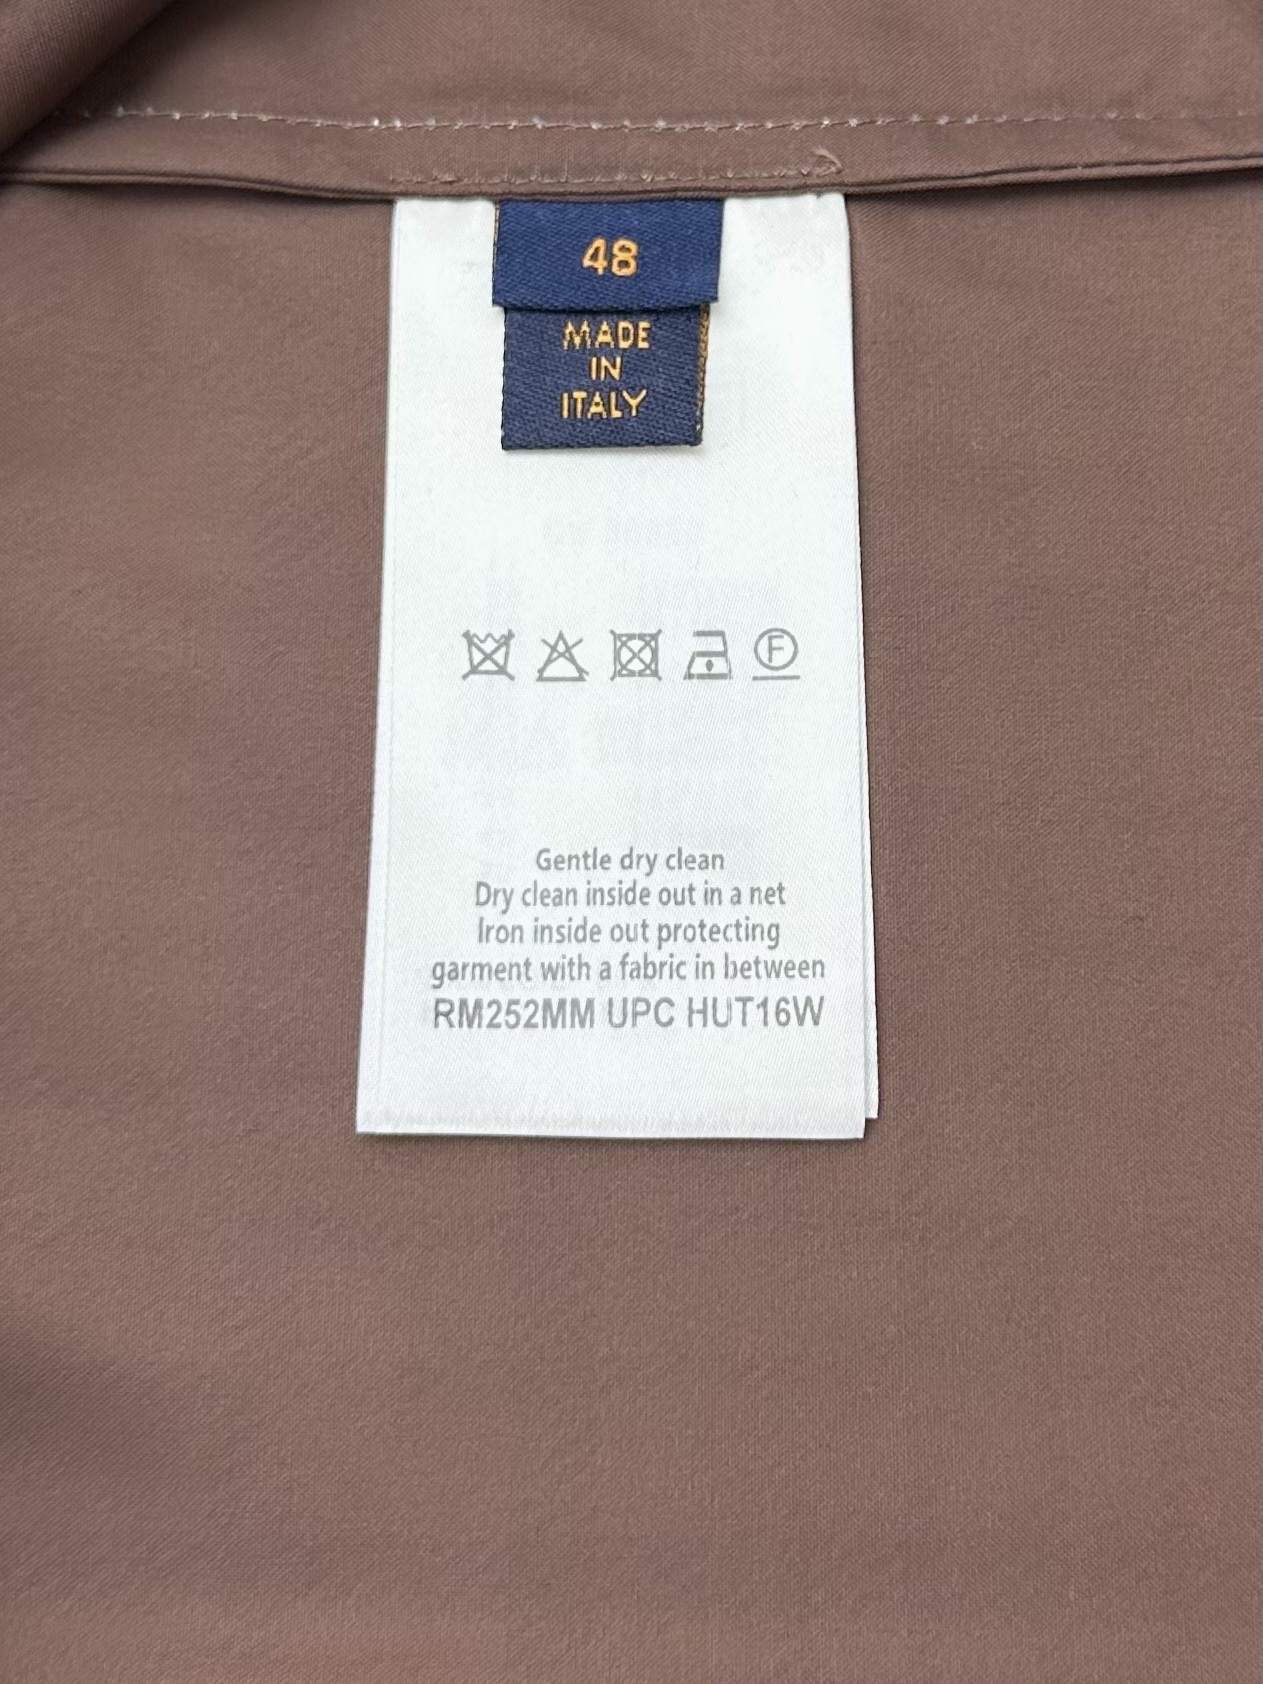 48
MADE
IN
ITALY
F
Gentle dry clean
Dry clean inside out in a net
Iron inside out protecting
garment with a fabric in between
RM252MM UPC HUT16W